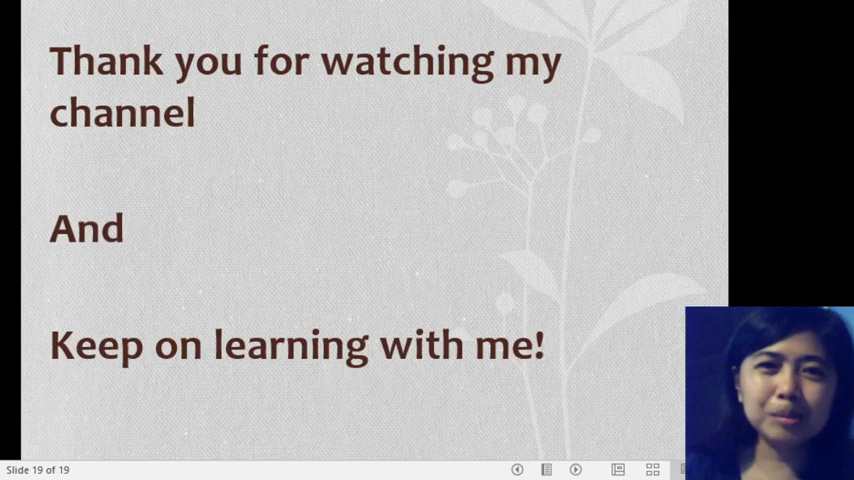 Thank you for watching my
channel
And
Keep on learning with me!
Slide 19 of 19